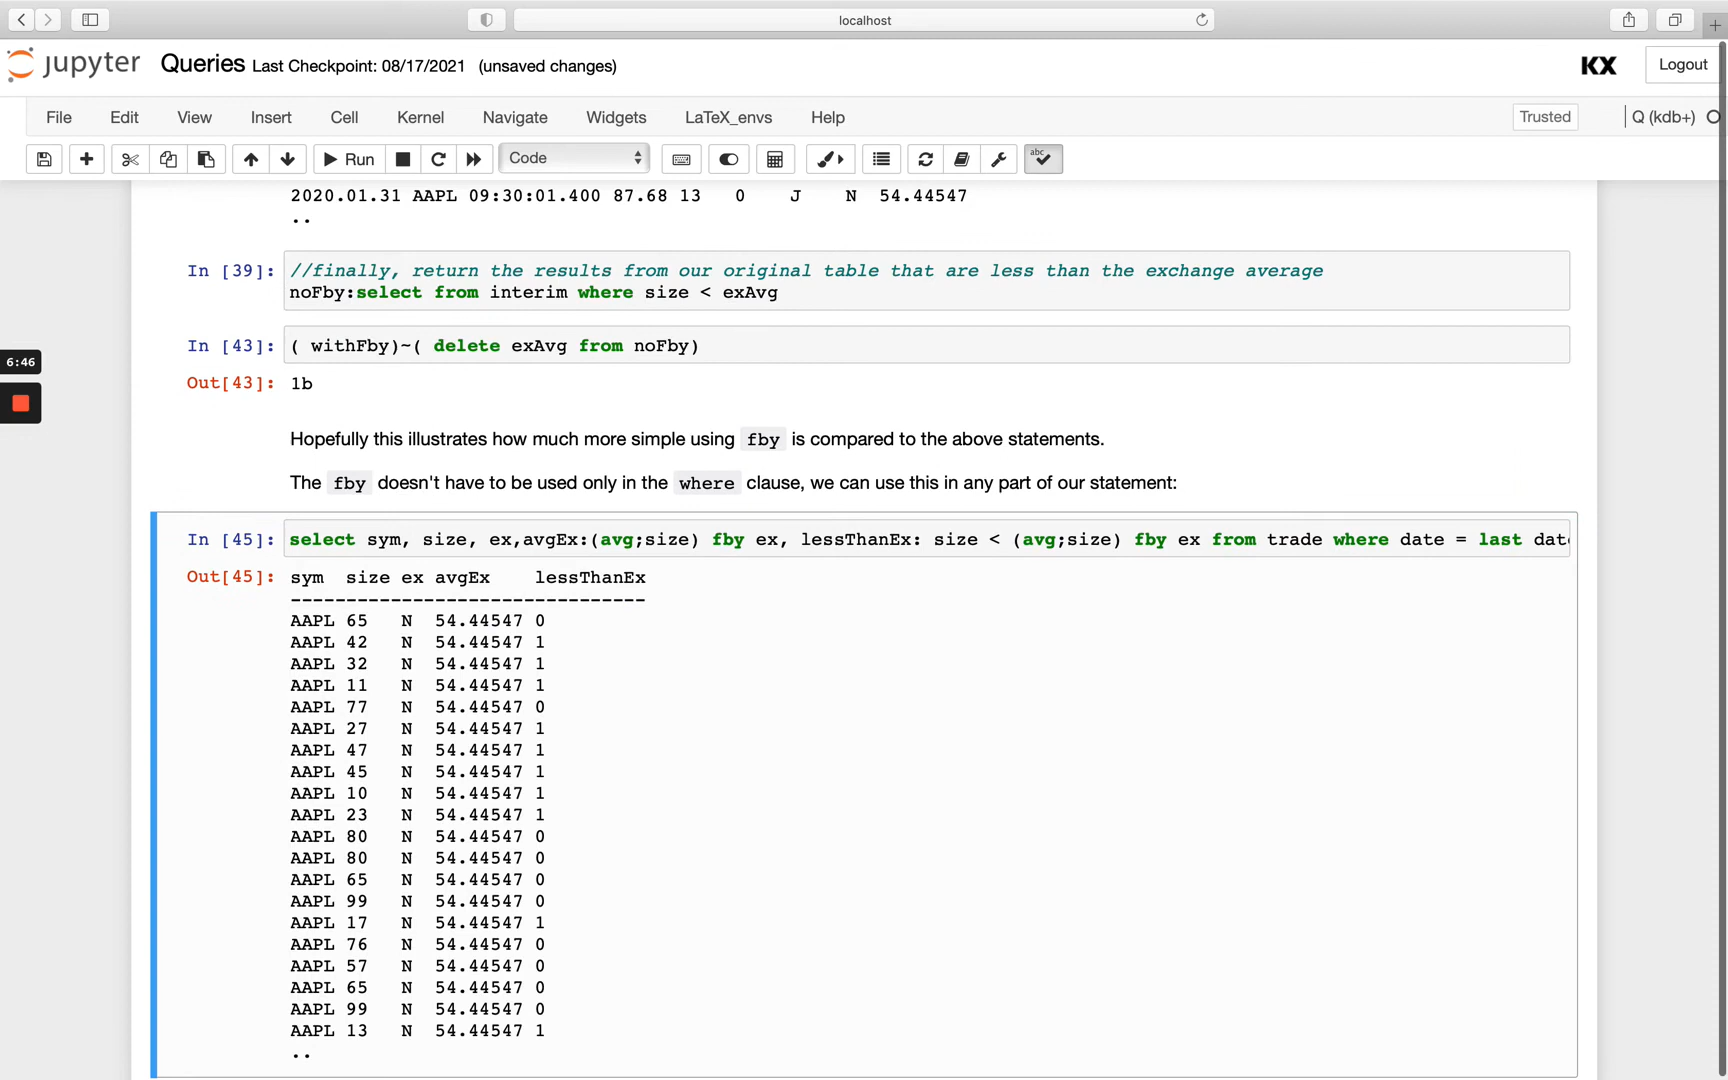 localhost
jupyter Queries Last Checkpoint: 08/17/2021 (unsaved changes) KX Logout
File Edit View Insert Cell Kernel Navigate Widgets LaTeX_envs Help Trusted Q (kdb+)
Run Code abc
2020.01.31 AAPL 09:30:01.400 87.68 13 0 J N 54.44547
..
In [39]: //finally, return the results from our original table that are less than the exchange average
noFby:select from interim where size < exAvg
In [43]: ( withFby)~( delete exAvg from noFby)
6:46
Out[43]: 1b
Hopefully this illustrates how much more simple using fby is compared to the above statements.
The fby doesn't have to be used only in the where clause, we can use this in any part of our statement:
In [45]: select sym, size, ex,avgEx:(avg;size) fby ex, lessThanEx: size < (avg;size) fby ex from trade where date = last dat
Out[45]: sym size ex avgEx lessThanEx
--------------------------------
AAPL 65 N 54.44547 0
AAPL 42 N 54.44547 1
AAPL 32 N 54.44547 1
AAPL 11 N 54.44547 1
AAPL 77 N 54.44547 0
AAPL 27 N 54.44547 1
AAPL 47 N 54.44547 1
AAPL 45 N 54.44547 1
AAPL 10 N 54.44547 1
AAPL 23 N 54.44547 1
AAPL 80 N 54.44547 0
AAPL 80 N 54.44547 0
AAPL 65 N 54.44547 0
AAPL 99 N 54.44547 0
AAPL 17 N 54.44547 1
AAPL 76 N 54.44547 0
AAPL 57 N 54.44547 0
AAPL 65 N 54.44547 0
AAPL 99 N 54.44547 0
AAPL 13 N 54.44547 1
..